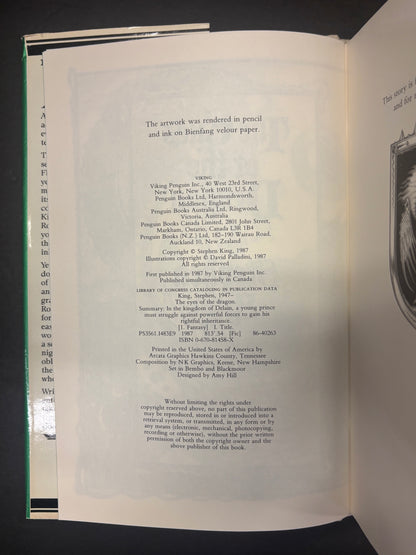 The artwork was rendered in pencil
and ink on Bienfang velour paper.
VIKING
Viking Penguin Inc., 40 West 23rd Street,
New York, New York 10010, U.S.A.
Penguin Books Ltd, Harmondsworth,
Middlesex, England
Penguin Books Australia Ltd, Ringwood,
Victoria, Australia
Penguin Books Canada Limited, 2801 John Street,
Markham, Ontario, Canada L3R 1B4
Penguin Books (N.Z.) Ltd, 182–190 Wairau Road,
Auckland 10, New Zealand
Copyright © Stephen King, 1987
Illustrations copyright © David Palladini, 1987
All rights reserved
First published in 1987 by Viking Penguin Inc.
Published simultaneously in Canada
LIBRARY OF CONGRESS CATALOGING IN PUBLICATION DATA
King, Stephen, 1947–
The eyes of the dragon.
Summary: In the kingdom of Delain, a young prince
must struggle against powerful forces to gain his
rightful inheritance.
[1. Fantasy] I. Title.
PS3561.I483E9 1987 813'.54 [Fic] 86-40263
ISBN 0-670-81458-X
Printed in the United States of America by
Arcata Graphics Hawkins County, Tennessee
Composition by NK Graphics, Keene, New Hampshire
Set in Bembo and Blackmoor
Designed by Amy Hill
Without limiting the rights under
copyright reserved above, no part of this publication
may be reproduced, stored in or introduced into a
retrieval system, or transmitted, in any form or by
any means (electronic, mechanical, photocopying,
recording or otherwise), without the prior written
permission of both the copyright owner and the
above publisher of this book.
This story is
and for